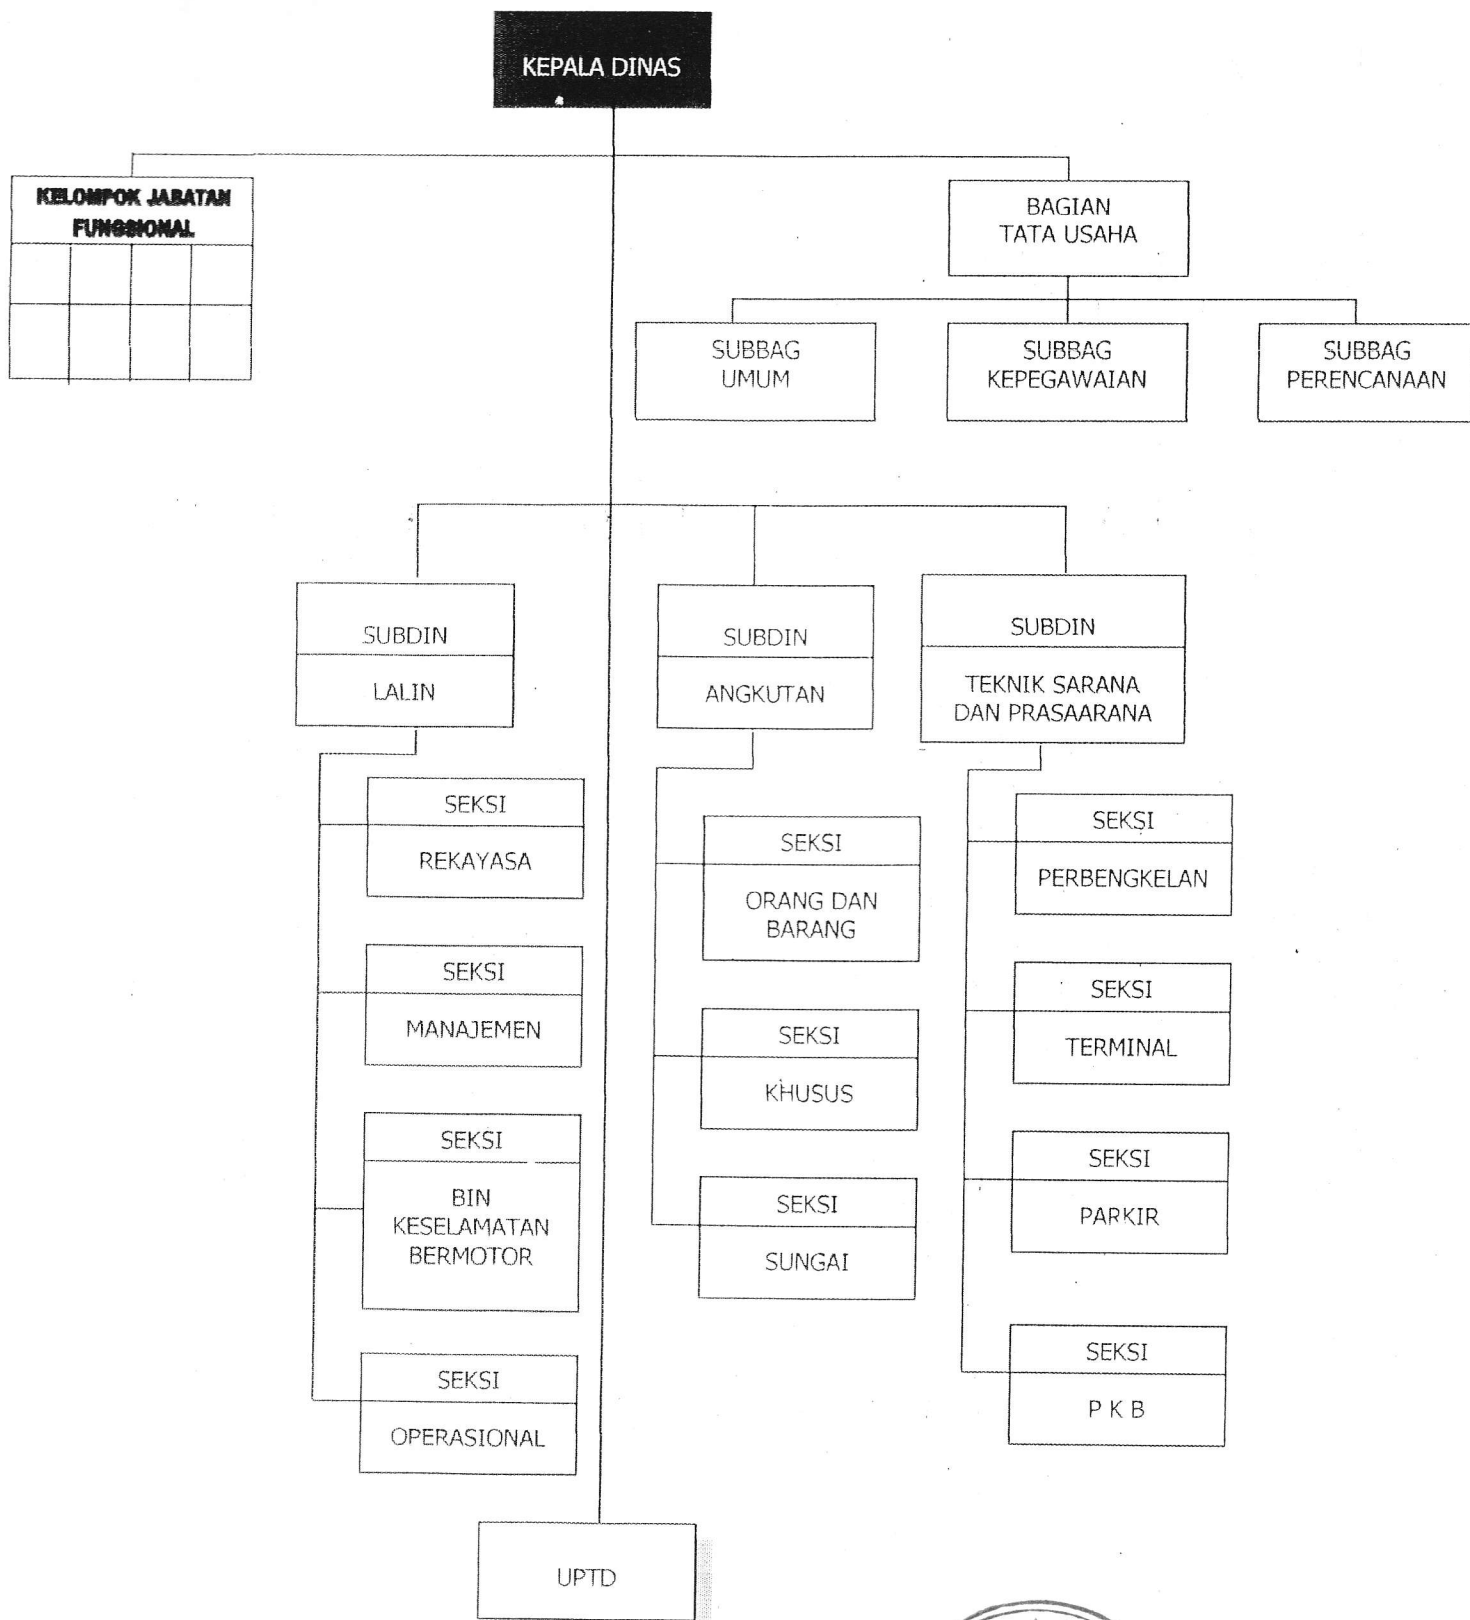 KEPALA DINAS
KELOMPOK JABATAN
FUNGSIONAL
BAGIAN
TATA USAHA
SUBBAG
UMUM
SUBBAG
KEPEGAWAIAN
SUBBAG
PERENCANAAN
SUBDIN
LALIN
SEKSI
REKAYASA
SEKSI
MANAJEMEN
SEKSI
BIN
KESELAMATAN
BERMOTOR
SEKSI
OPERASIONAL
SUBDIN
ANGKUTAN
SEKSI
ORANG DAN
BARANG
SEKSI
KHUSUS
SEKSI
SUNGAI
SUBDIN
TEKNIK SARANA
DAN PRASAARANA
SEKSI
PERBENGKELAN
SEKSI
TERMINAL
SEKSI
PARKIR
SEKSI
P K B
UPTD